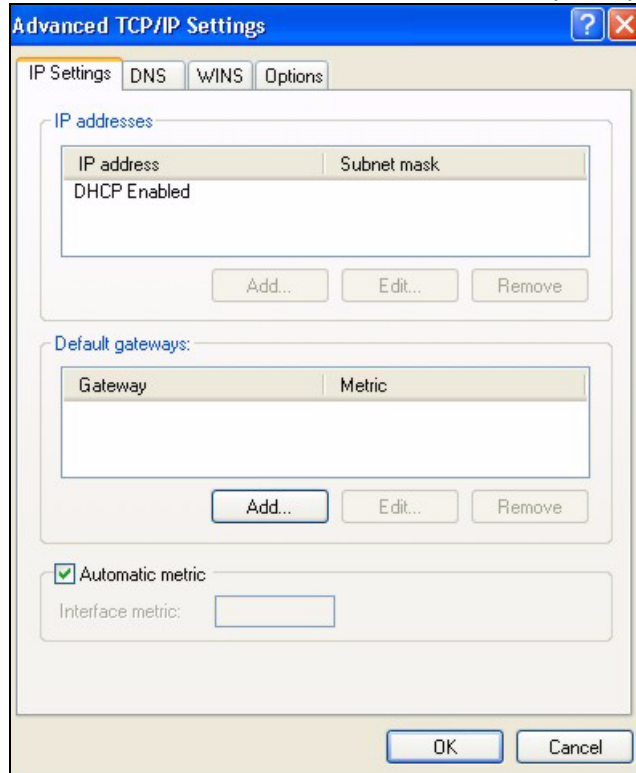 Advanced TCP/IP Settings
IP Settings DNS WINS Options
IP addresses
IP address Subnet mask
DHCP Enabled
Add... Edit... Remove
Default gateways:
Gateway Metric
Add... Edit... Remove
Automatic metric
Interface metric:
OK Cancel